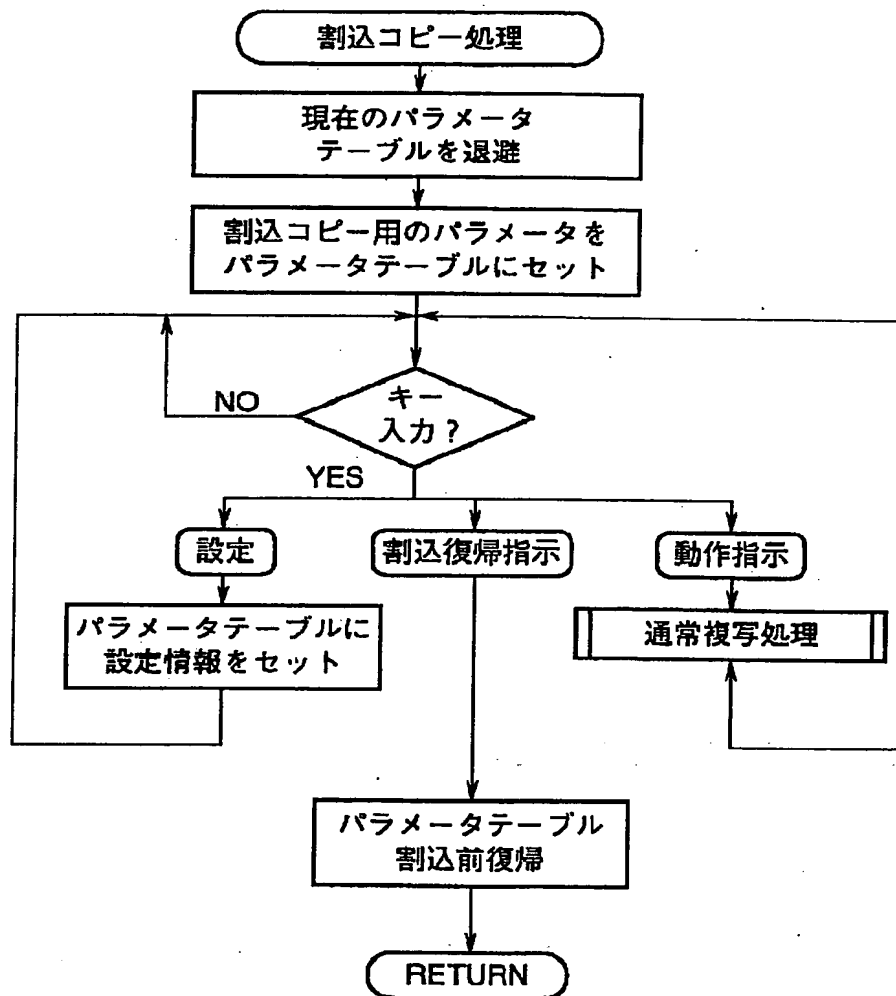 割込コピー処理
現在のパラメータ
テーブルを退避
割込コピー用のパラメータを
パラメータテーブルにセット
キー
入力?
NO
YES
設定
割込復帰指示
動作指示
パラメータテーブルに
設定情報をセット
通常複写処理
パラメータテーブル
割込前復帰
RETURN